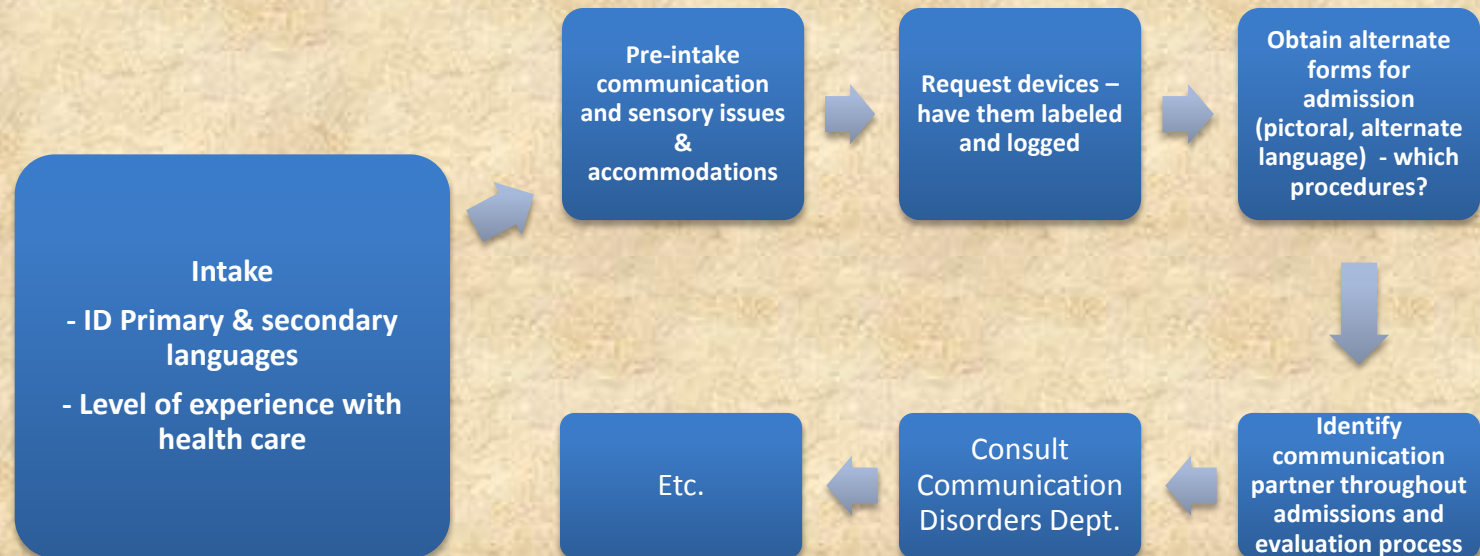 Intake
- ID Primary & secondary
languages
- Level of experience with
health care
Pre-intake
communication
and sensory issues
&
accommodations
Request devices –
have them labeled
and logged
Obtain alternate
forms for
admission
(pictoral, alternate
language)  - which
procedures?
Identify
communication
partner throughout
admissions and
evaluation process
Consult
Communication
Disorders Dept.
Etc.